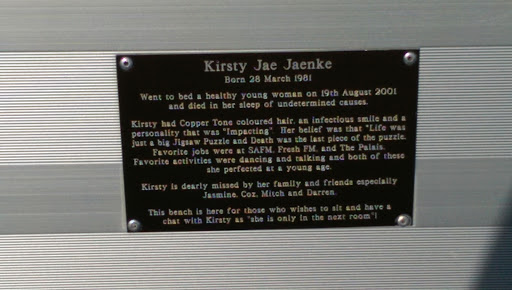 Kirsty Jae Jaenke
Born 28 March 1981
Went to bed a healthy young woman on 19th August 2001
and died in her sleep of undetermined causes.
Kirsty had Copper Tone coloured hair, an infectious smile and a
personality that was "Impacting". Her belief was that "Life was
just a big Jigsaw Puzzle and Death was the last piece of the puzzle.
Favorite jobs were at SAFM, Fresh FM, and The Palais.
Favorite activities were dancing and talking and both of these
she perfected at a young age.
Kirsty is dearly missed by her family and friends especially
Jasmine, Coz, Mitch and Darren.
This bench is here for those who wishes to sit and have a
chat with Kirsty as "she is only in the next room"!